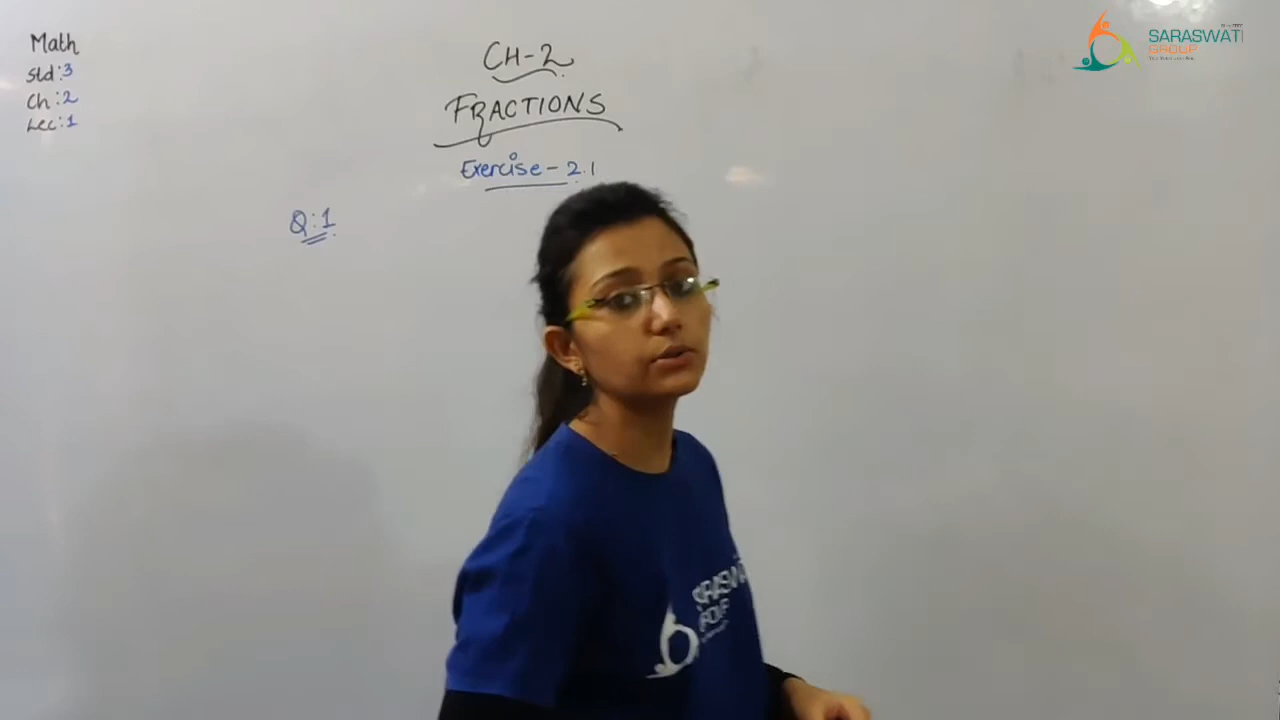 Math
Std:3
Ch:2
Lec:1
CH-2
FRACTIONS
Exercise-2.1
Q:1
SARASWATI
GROUP